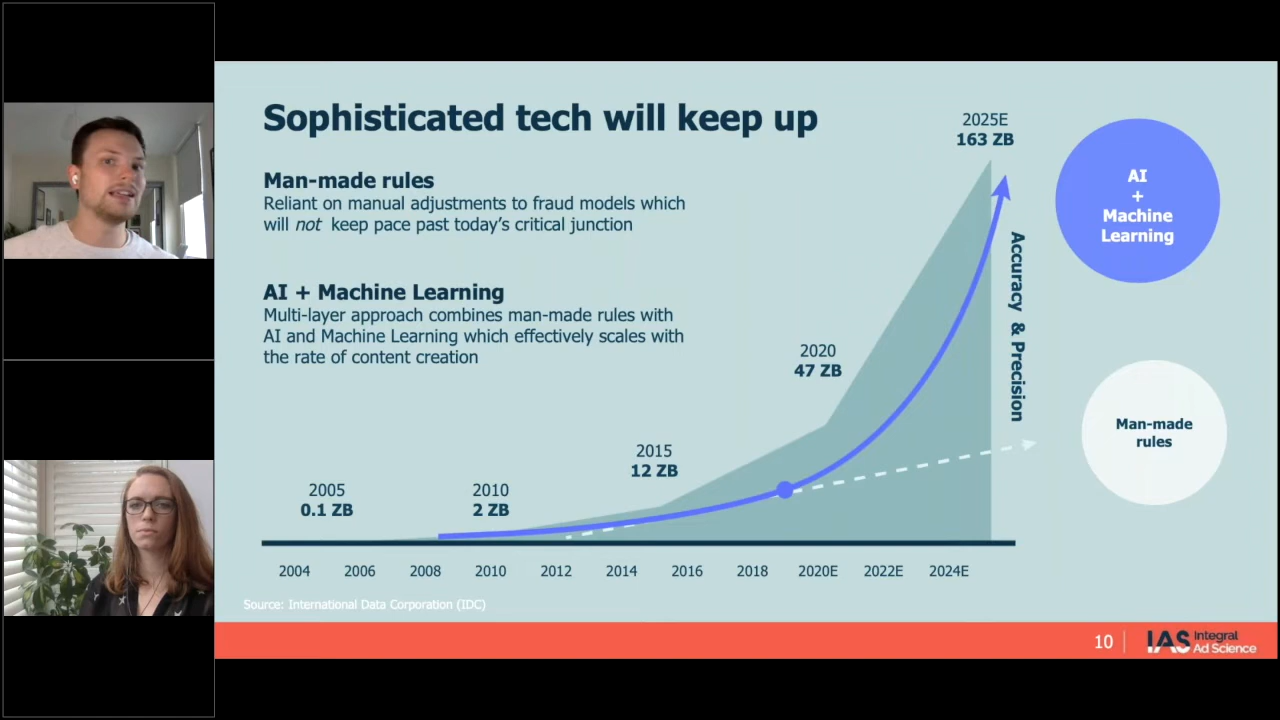 Sophisticated tech will keep up
Man-made rules
Reliant on manual adjustments to fraud models which
will not keep pace past today's critical junction
AI + Machine Learning
Multi-layer approach combines man-made rules with
AI and Machine Learning which effectively scales with
the rate of content creation
2005
0.1 ZB
2010
2 ZB
2015
12 ZB
2020
47 ZB
2025E
163 ZB
Accuracy & Precision
AI
+
Machine
Learning
Man-made
rules
2004 2006 2008 2010 2012 2014 2016 2018 2020E 2022E 2024E
Source: International Data Corporation (IDC)
10
IAS Integral
Ad Science